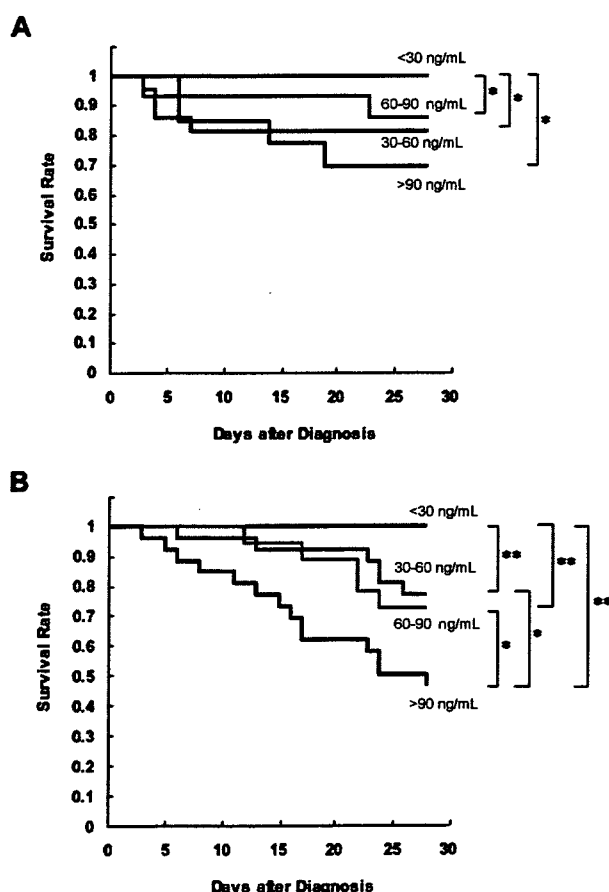 A
<30 ng/mL
1
0.9
0.8
0.7
0.6
0.5
0.4
0.3
0.2
0.1
0
60-90 ng/mL
30-60 ng/mL
>90 ng/mL
*
*
*
Survival Rate
0 5 10 15 20 25 30
Days after Diagnosis
B
<30 ng/mL
1
0.9
0.8
0.7
0.6
0.5
0.4
0.3
0.2
0.1
0
30-60 ng/mL
60-90 ng/mL
>90 ng/mL
**
**
**
*
*
Survival Rate
0 5 10 15 20 25 30
Days after Diagnosis